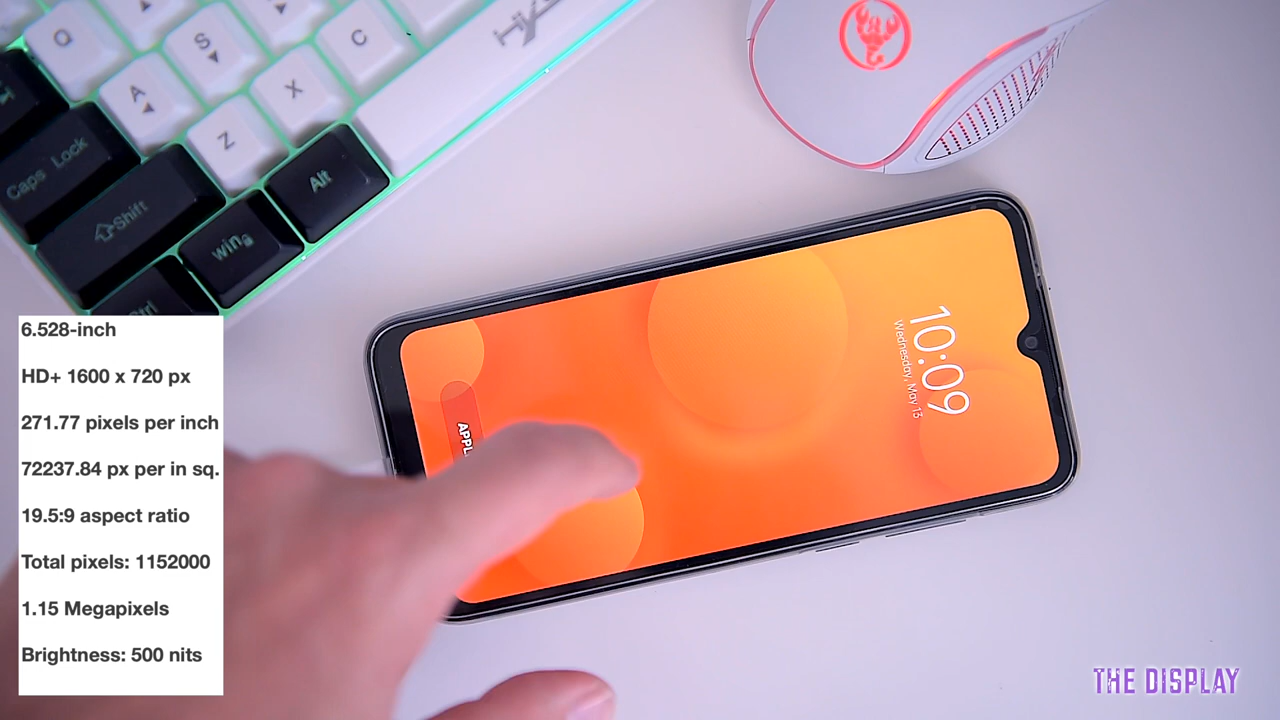 Q
S
C
A
X
Z
Caps Lock
Shift
win
Alt
Ctrl
10:09
Wednesday, May 13
APPL
6.528-inch
HD+ 1600 x 720 px
271.77 pixels per inch
72237.84 px per in sq.
19.5:9 aspect ratio
Total pixels: 1152000
1.15 Megapixels
Brightness: 500 nits
THE DISPLAY